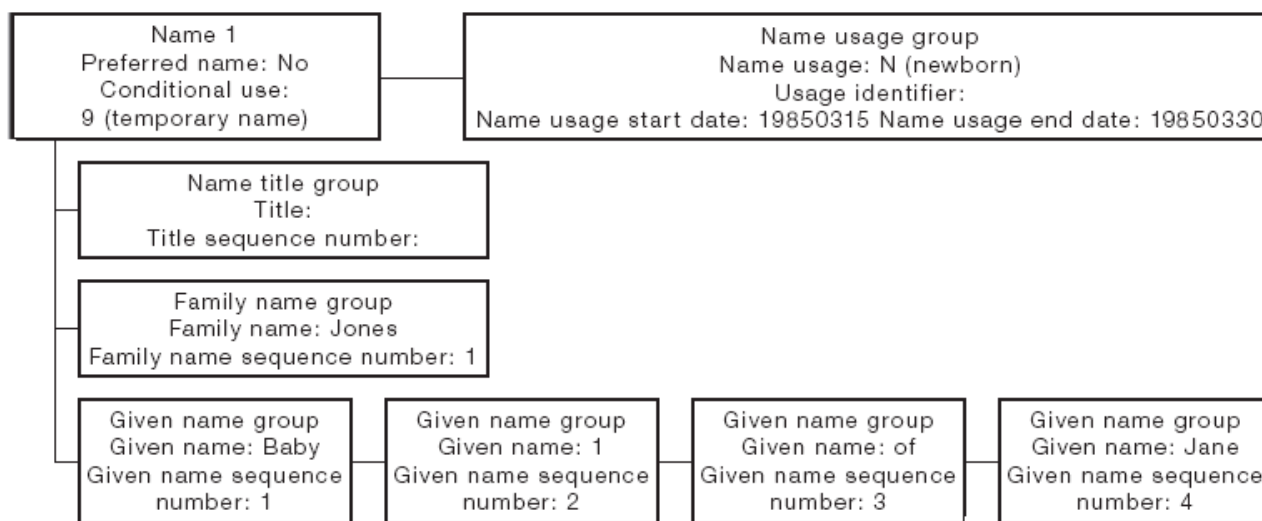 Name 1
Preferred name: No
Conditional use:
9 (temporary name)
Name usage group
Name usage: N (newborn)
Usage identifier:
Name usage start date: 19850315 Name usage end date: 19850330
Name title group
Title:
Title sequence number:
Family name group
Family name: Jones
Family name sequence number: 1
Given name group
Given name: Baby
Given name sequence
number: 1
Given name group
Given name: 1
Given name sequence
number: 2
Given name group
Given name: of
Given name sequence
number: 3
Given name group
Given name: Jane
Given name sequence
number: 4